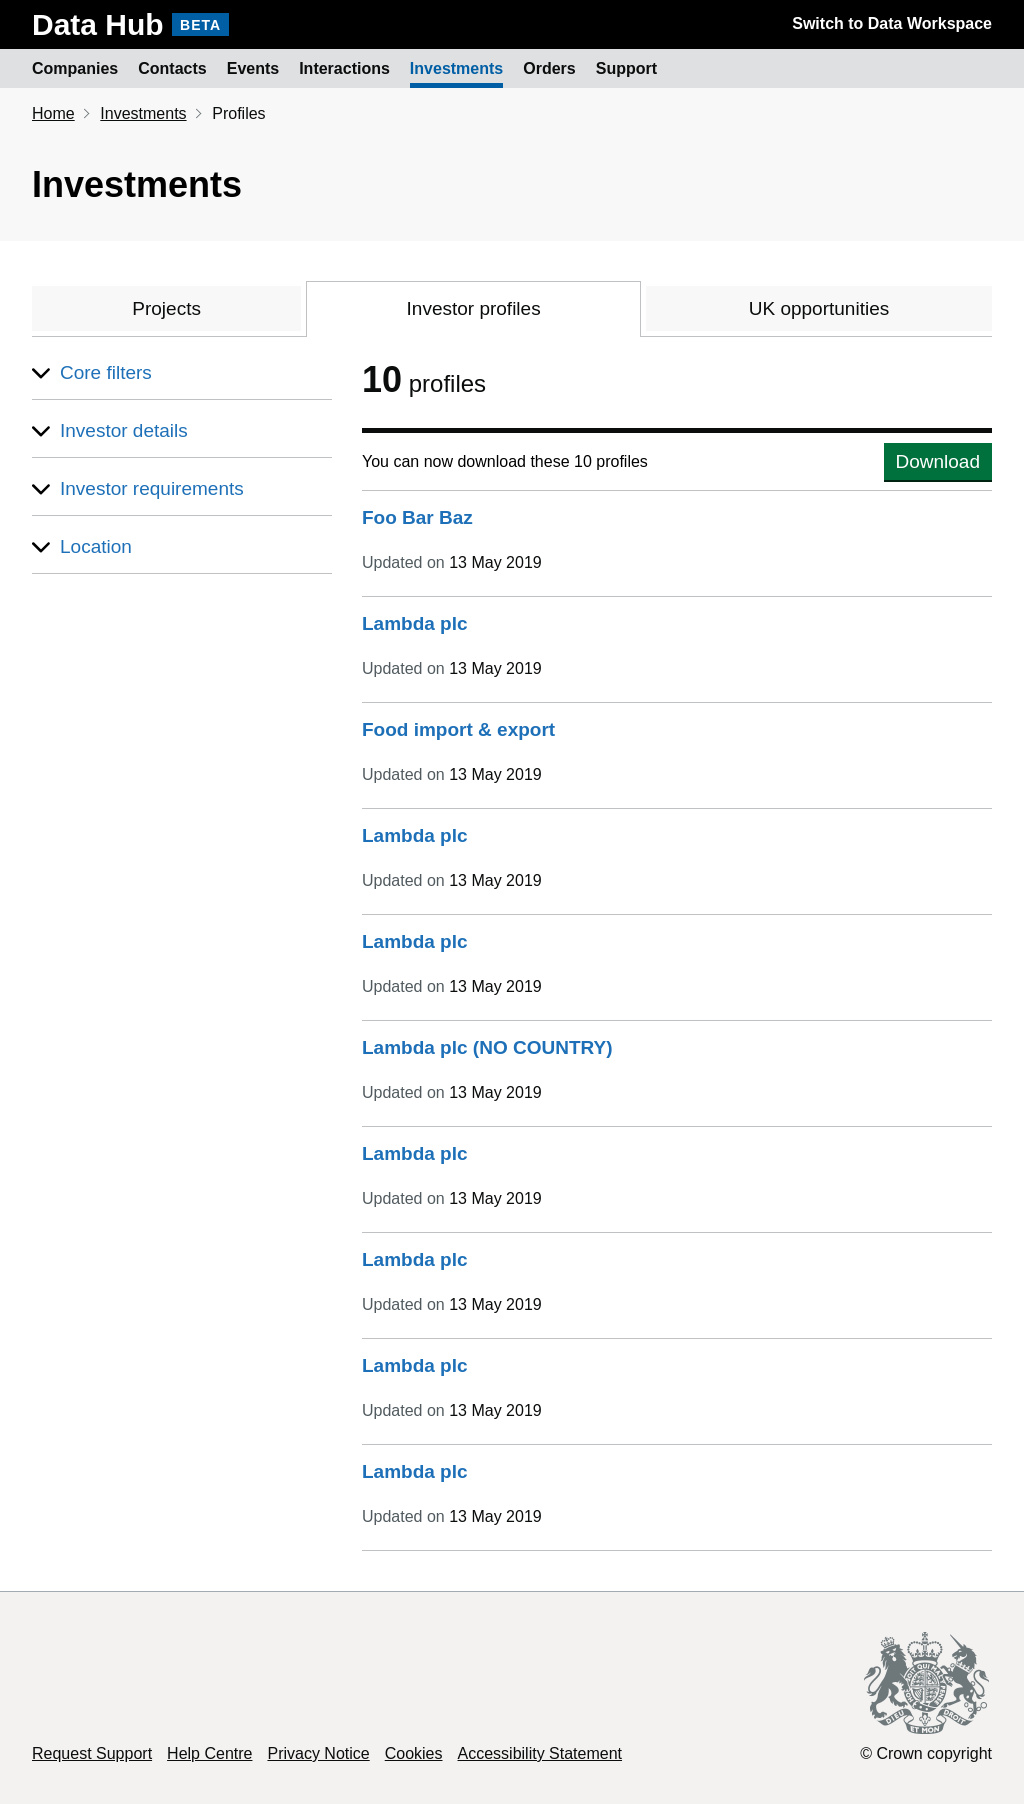 Data Hub BETA
Switch to Data Workspace
Companies Contacts Events Interactions Investments Orders Support
Home Investments Profiles
Investments
Projects Investor profiles UK opportunities
Core filters
Investor details
Investor requirements
Location
10 profiles
You can now download these 10 profiles Download
Foo Bar Baz
Updated on 13 May 2019
Lambda plc
Updated on 13 May 2019
Food import & export
Updated on 13 May 2019
Lambda plc
Updated on 13 May 2019
Lambda plc
Updated on 13 May 2019
Lambda plc (NO COUNTRY)
Updated on 13 May 2019
Lambda plc
Updated on 13 May 2019
Lambda plc
Updated on 13 May 2019
Lambda plc
Updated on 13 May 2019
Lambda plc
Updated on 13 May 2019
DIEU ET MON DROIT
Request Support Help Centre Privacy Notice Cookies Accessibility Statement
© Crown copyright